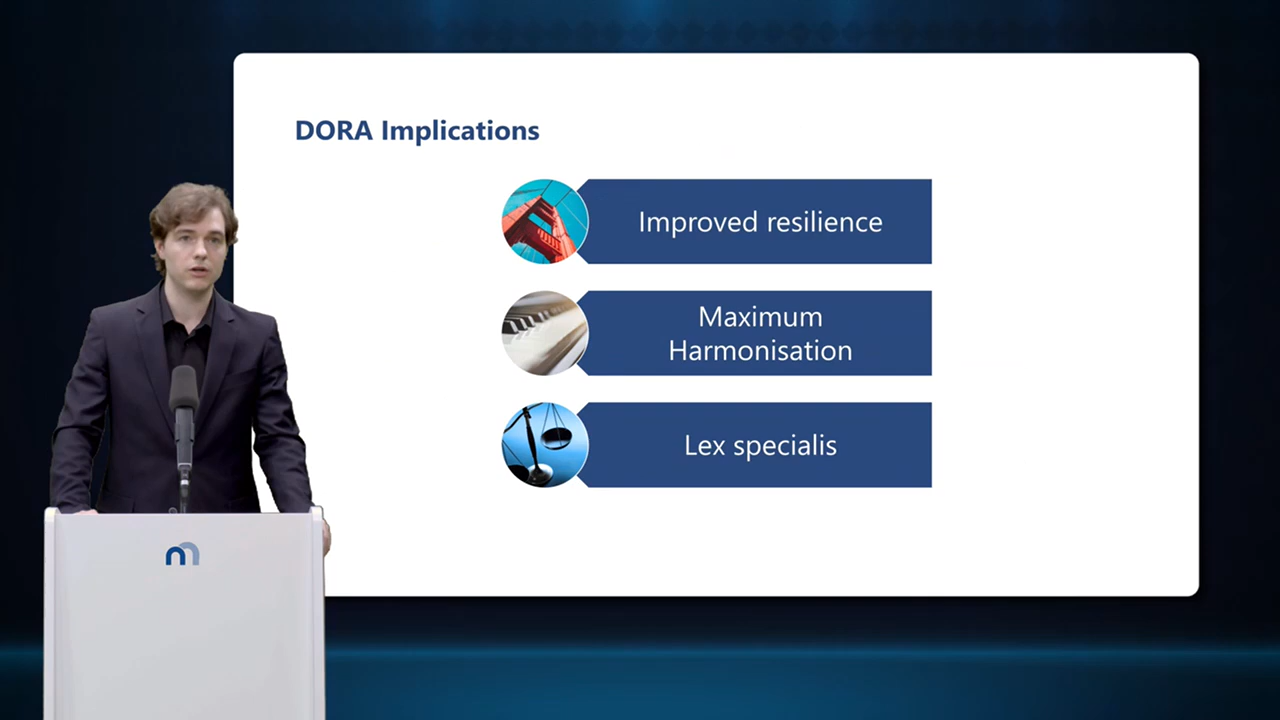 DORA Implications
Improved resilience
Maximum
Harmonisation
Lex specialis